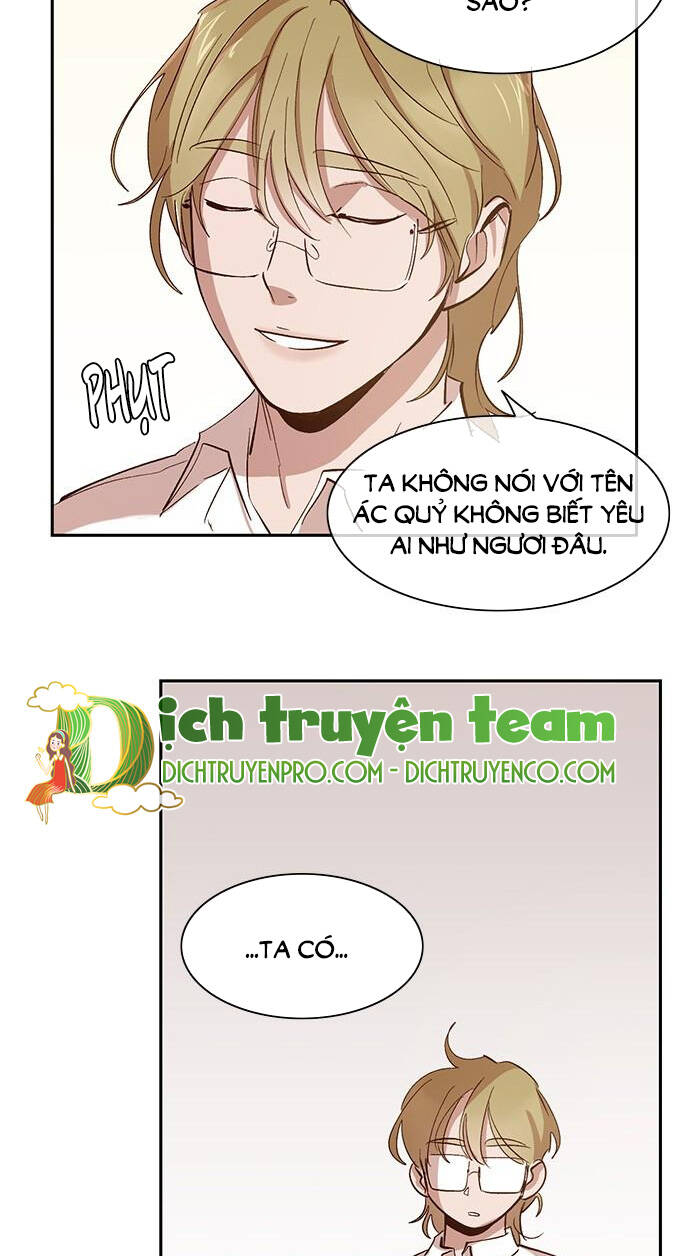 SAO?
PHỤT
TA KHÔNG NÓI VỚI TÊN
ÁC QUỶ KHÔNG BIẾT YÊU
AI NHƯ NGƯƠI ĐÂU.
Dịch truyện team
DICHTRUYENPRO.COM - DICHTRUYENCO.COM
...TA CÓ...